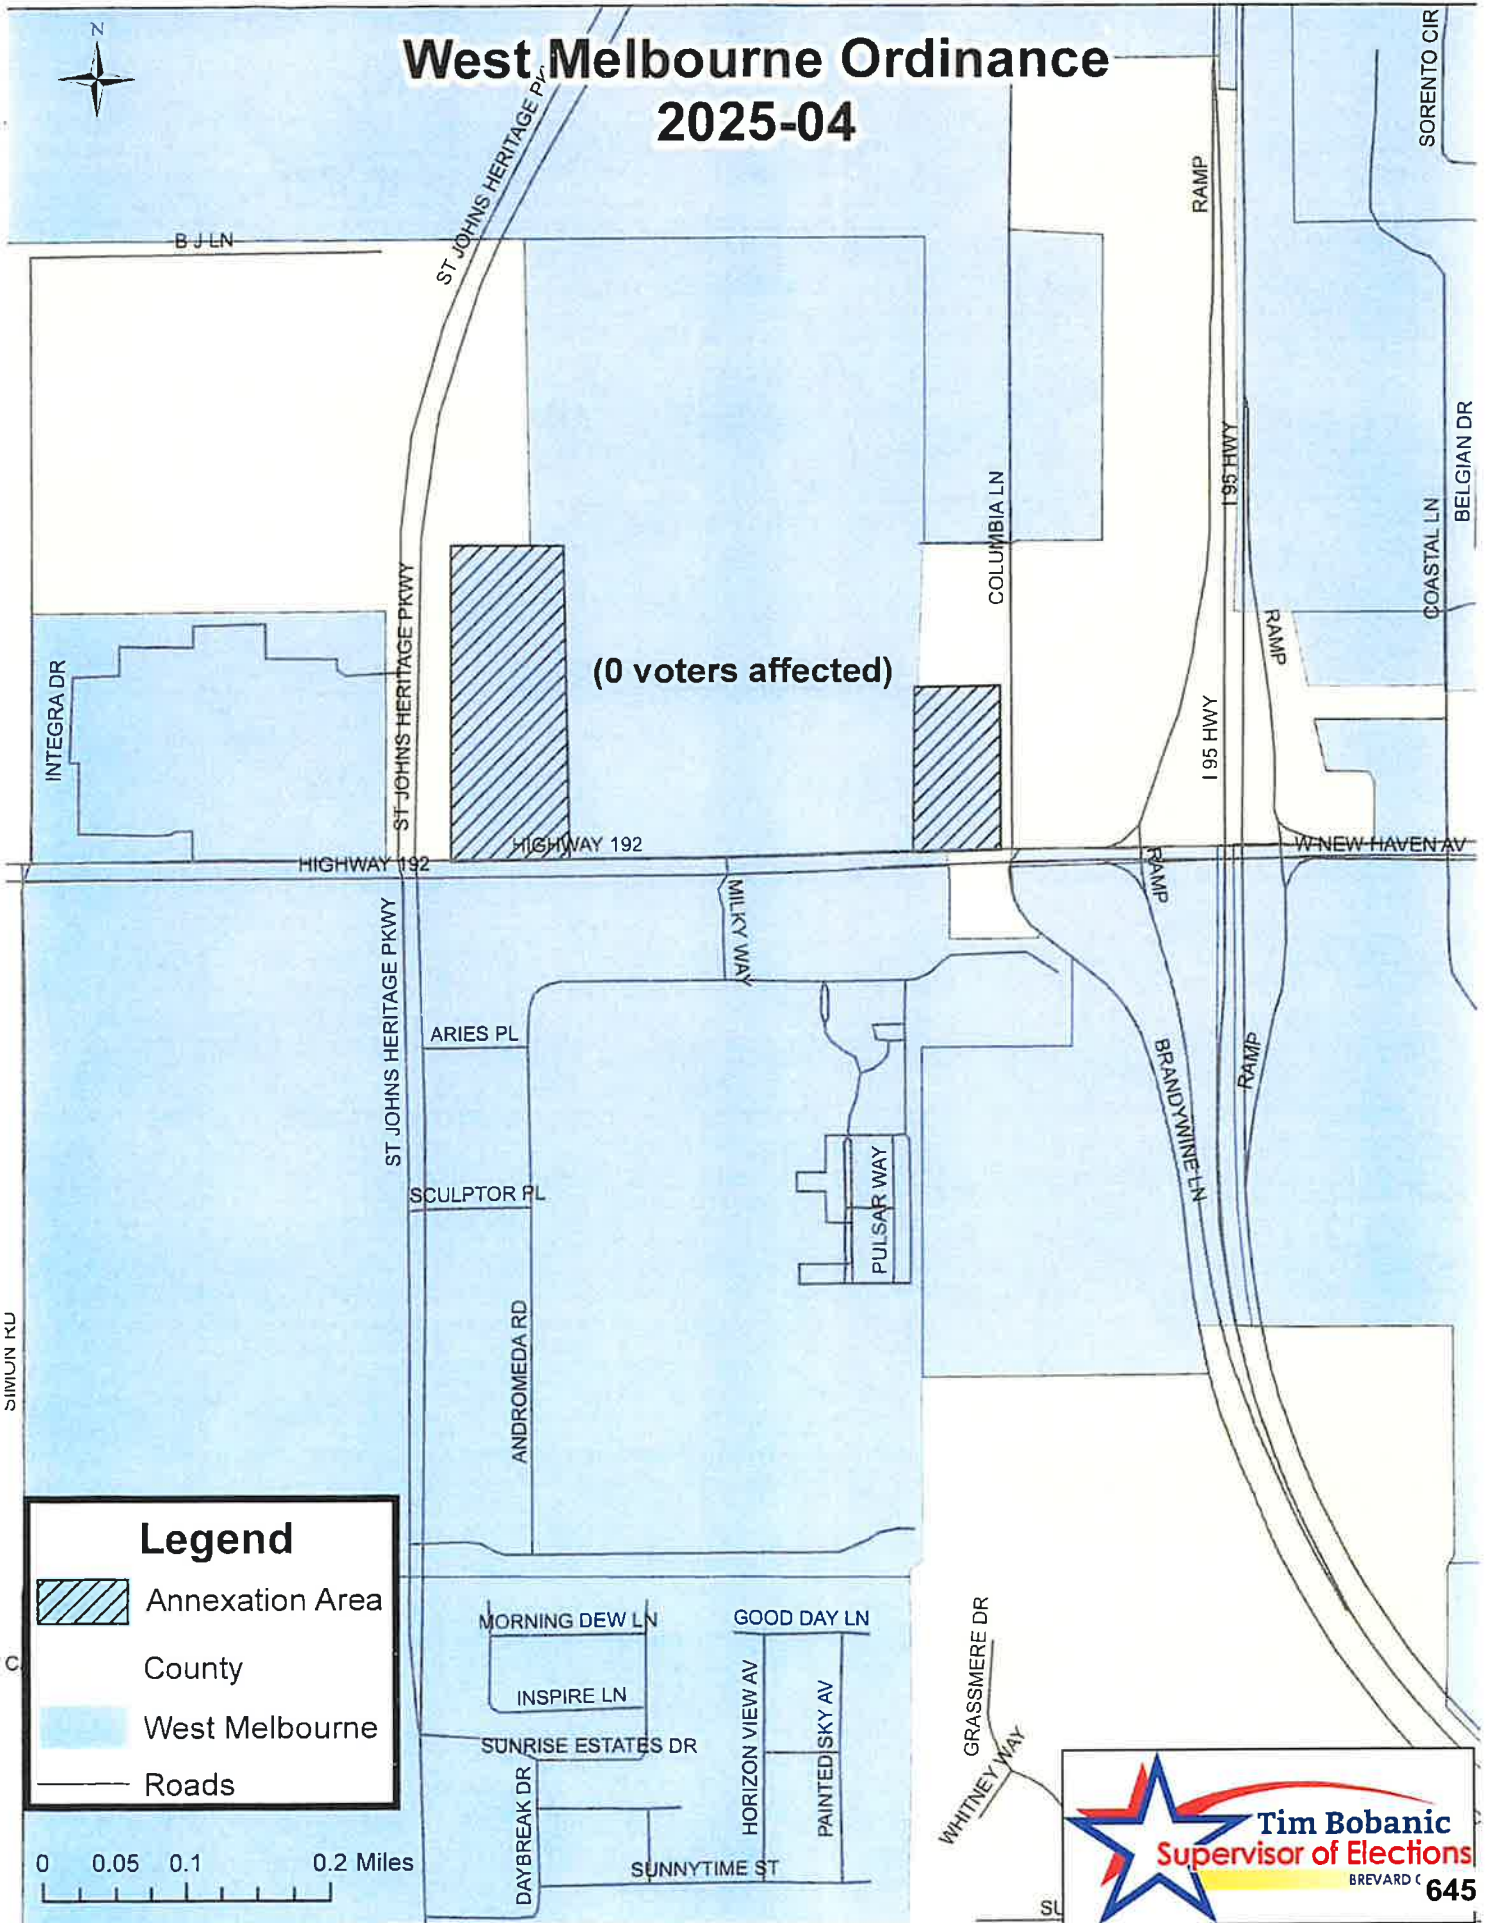 N
West Melbourne Ordinance
2025-04
SORENTO CIR
ST JOHNS HERITAGE PK
RAMP
B J LN
BELGIAN DR
I 95 HWY
COLUMBIA LN
COASTAL LN
ST JOHNS HERITAGE PKWY
RAMP
INTEGRA DR
(0 voters affected)
I 95 HWY
HIGHWAY 192
W NEW HAVEN AV
HIGHWAY 192
RAMP
MILKY WAY
ST JOHNS HERITAGE PKWY
ARIES PL
BRANDYWINE LN
RAMP
SCULPTOR PL
PULSAR WAY
SIMON RD
ANDROMEDA RD
Legend
Annexation Area
County
West Melbourne
Roads
C
MORNING DEW LN
GOOD DAY LN
INSPIRE LN
GRASSMERE DR
SUNRISE ESTATES DR
HORIZON VIEW AV
PAINTED SKY AV
WHITNEY WAY
DAYBREAK DR
SUNNYTIME ST
0 0.05 0.1 0.2 Miles
Tim Bobanic
Supervisor of Elections
BREVARD C
645
SU